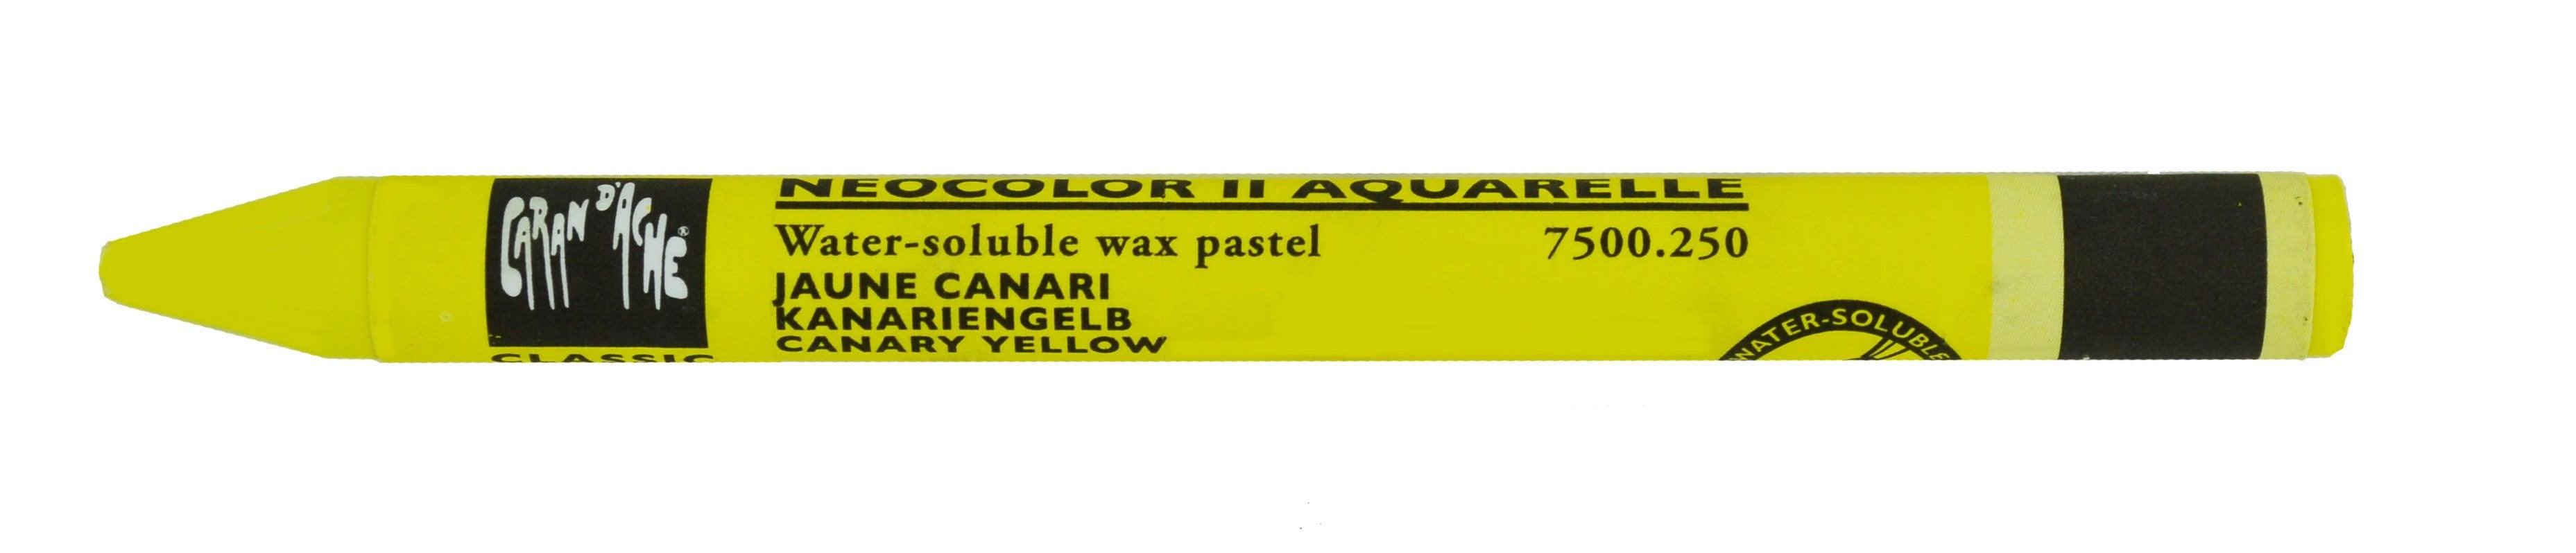 CARAN D'ACHE®
CLASSIC
NEOCOLOR II AQUARELLE
Water-soluble wax pastel 7500.250
JAUNE CANARI
KANARIENGELB
CANARY YELLOW
WATER-SOLUBLE